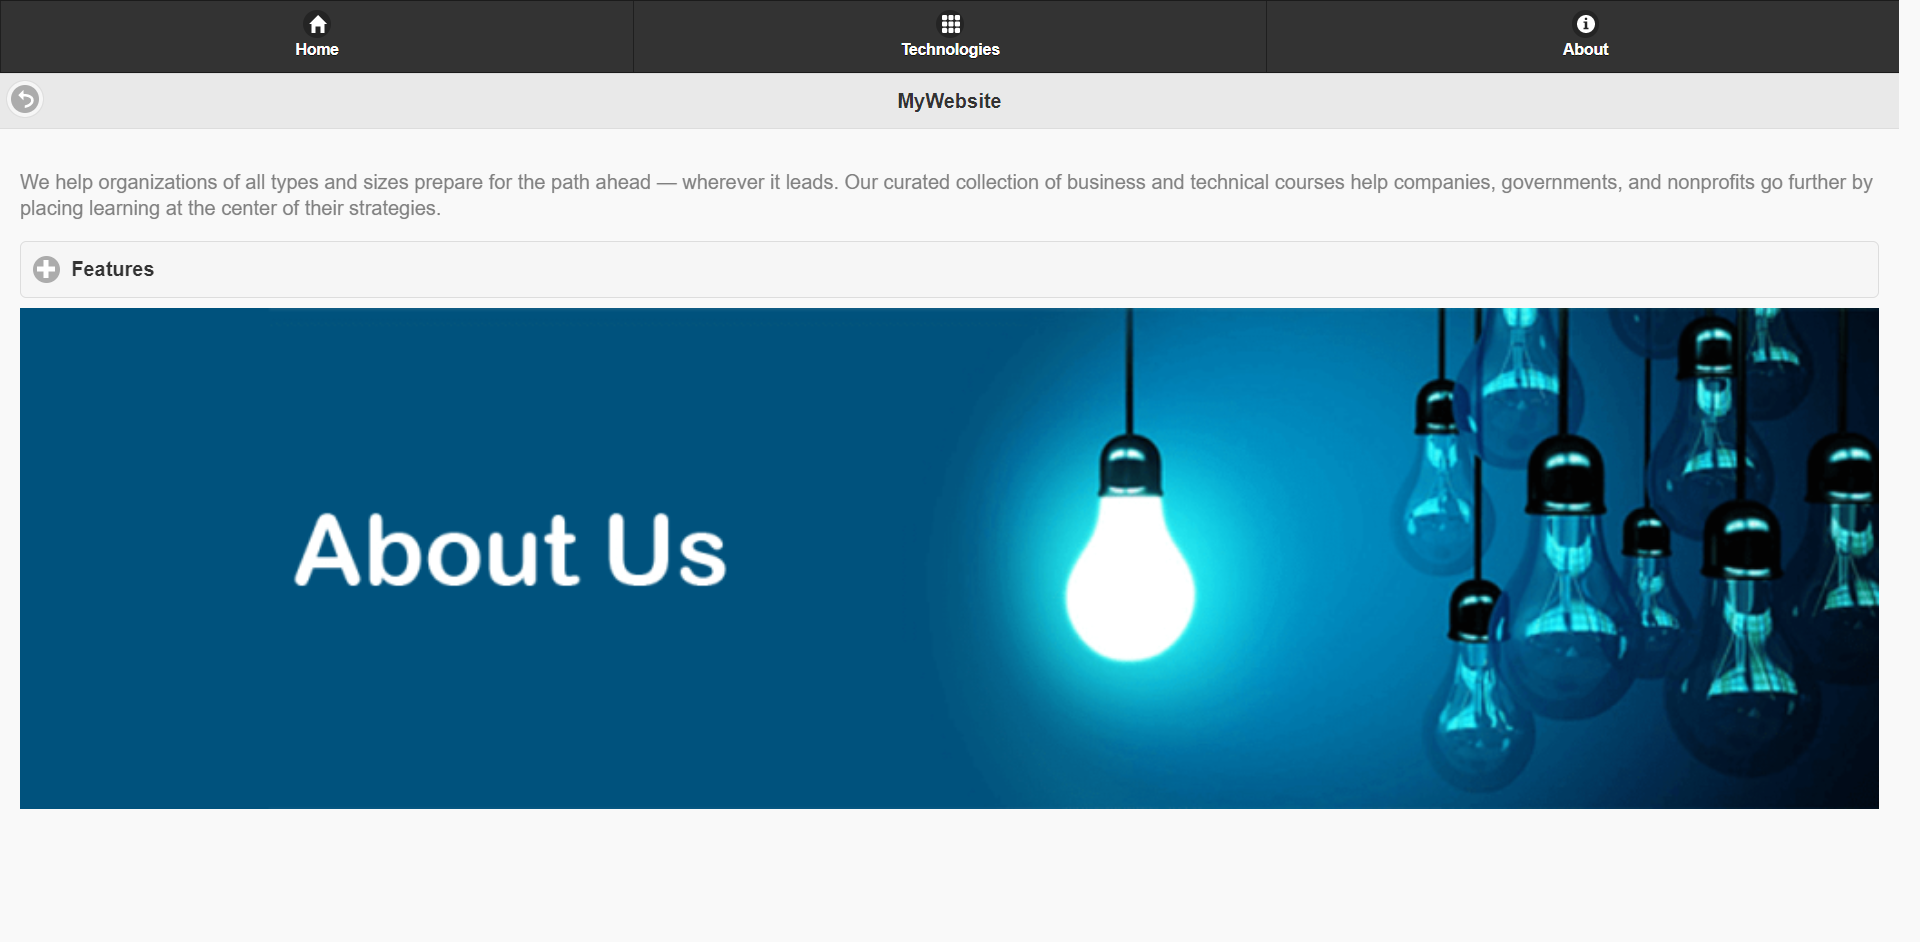 Home
Technologies
About
MyWebsite
We help organizations of all types and sizes prepare for the path ahead — wherever it leads. Our curated collection of business and technical courses help companies, governments, and nonprofits go further by
placing learning at the center of their strategies.
Features
About Us